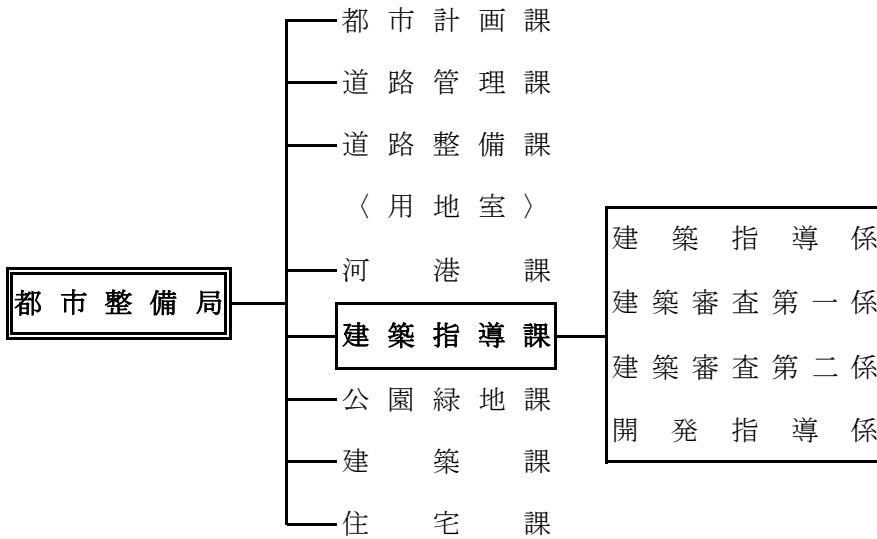 都市整備局
都市計画課
道路管理課
道路整備課
〈用地室〉
河港課
建築指導課
公園緑地課
建築課
住宅課
建築指導係
建築審査第一係
建築審査第二係
開発指導係